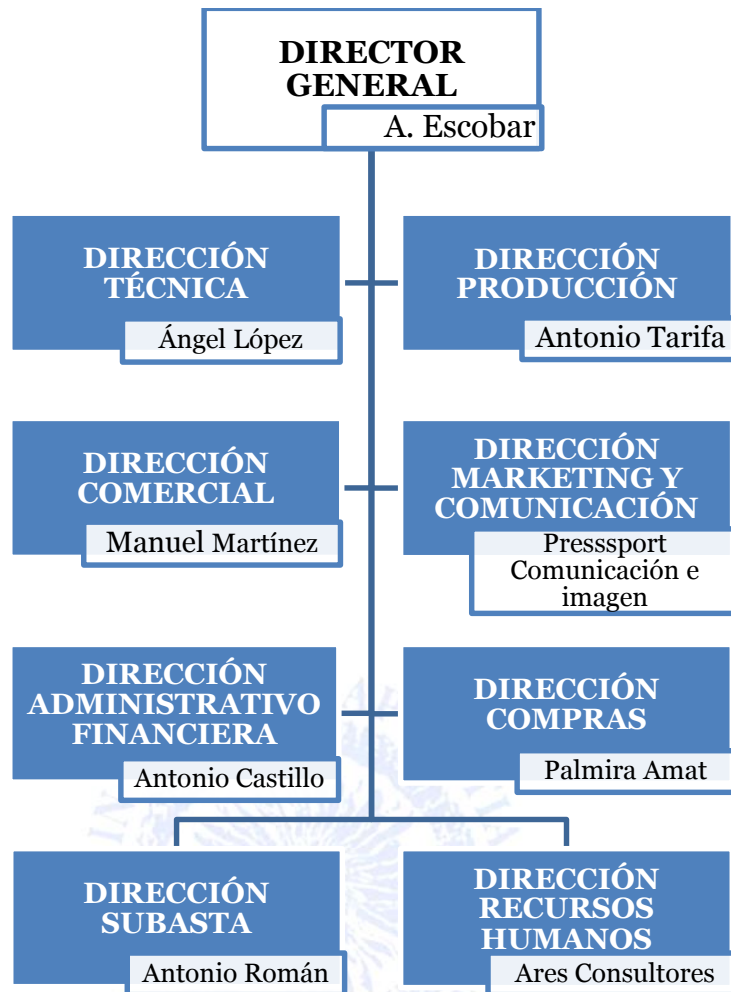 DIRECTOR
GENERAL
A. Escobar
DIRECCIÓN
TÉCNICA
Ángel López
DIRECCIÓN
PRODUCCIÓN
Antonio Tarifa
DIRECCIÓN
COMERCIAL
Manuel Martínez
DIRECCIÓN
MARKETING Y
COMUNICACIÓN
Presssport
Comunicación e
imagen
DIRECCIÓN
ADMINISTRATIVO
FINANCIERA
Antonio Castillo
DIRECCIÓN
COMPRAS
Palmira Amat
DIRECCIÓN
SUBASTA
Antonio Román
DIRECCIÓN
RECURSOS
HUMANOS
Ares Consultores